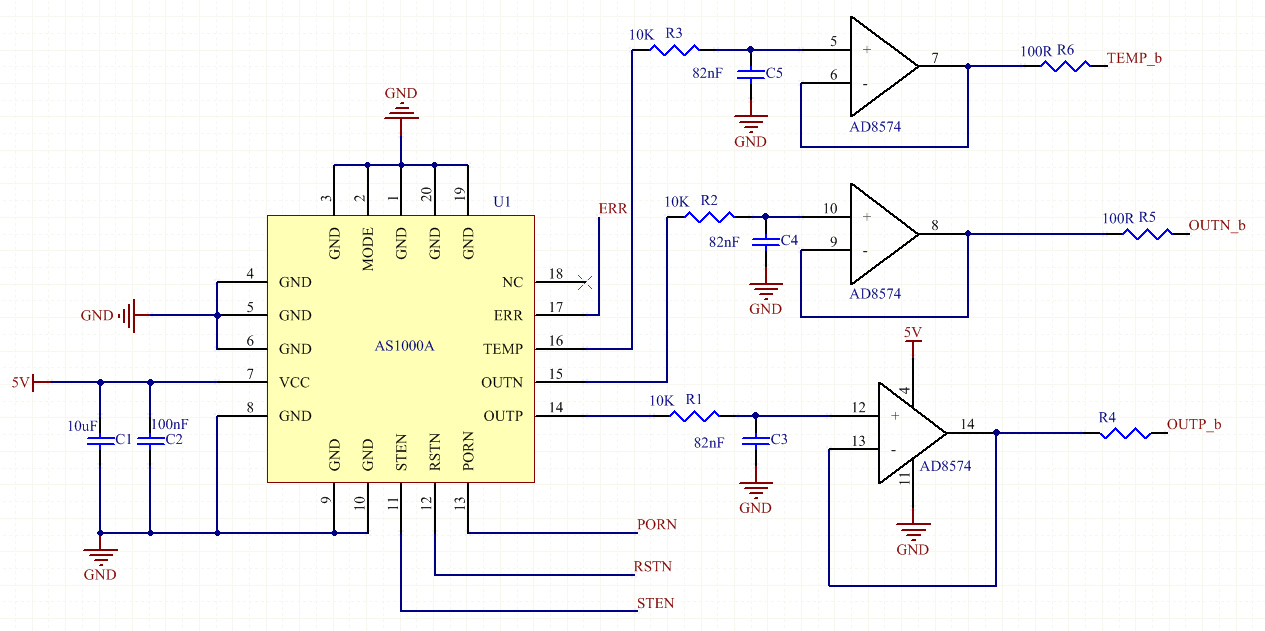 10K R3
82nF C5
GND
5
6
7
+
-
AD8574
100R R6
TEMP_b
GND
3
2
1
20
19
U1
GND
MODE
GND
GND
GND
ERR
10K R2
82nF C4
GND
10
9
8
+
-
AD8574
100R R5
OUTN_b
GND
4 GND
5 GND
6 GND
5V
7 VCC
8 GND
AS1000A
NC 18
ERR 17
TEMP 16
OUTN 15
OUTP 14
10uF C1
100nF C2
GND
GND
GND
STEN
RSTN
PORN
9
10
11
12
13
10K R1
82nF C3
GND
5V
4
12
13
14
+
-
AD8574
11
GND
R4
OUTP_b
PORN
RSTN
STEN